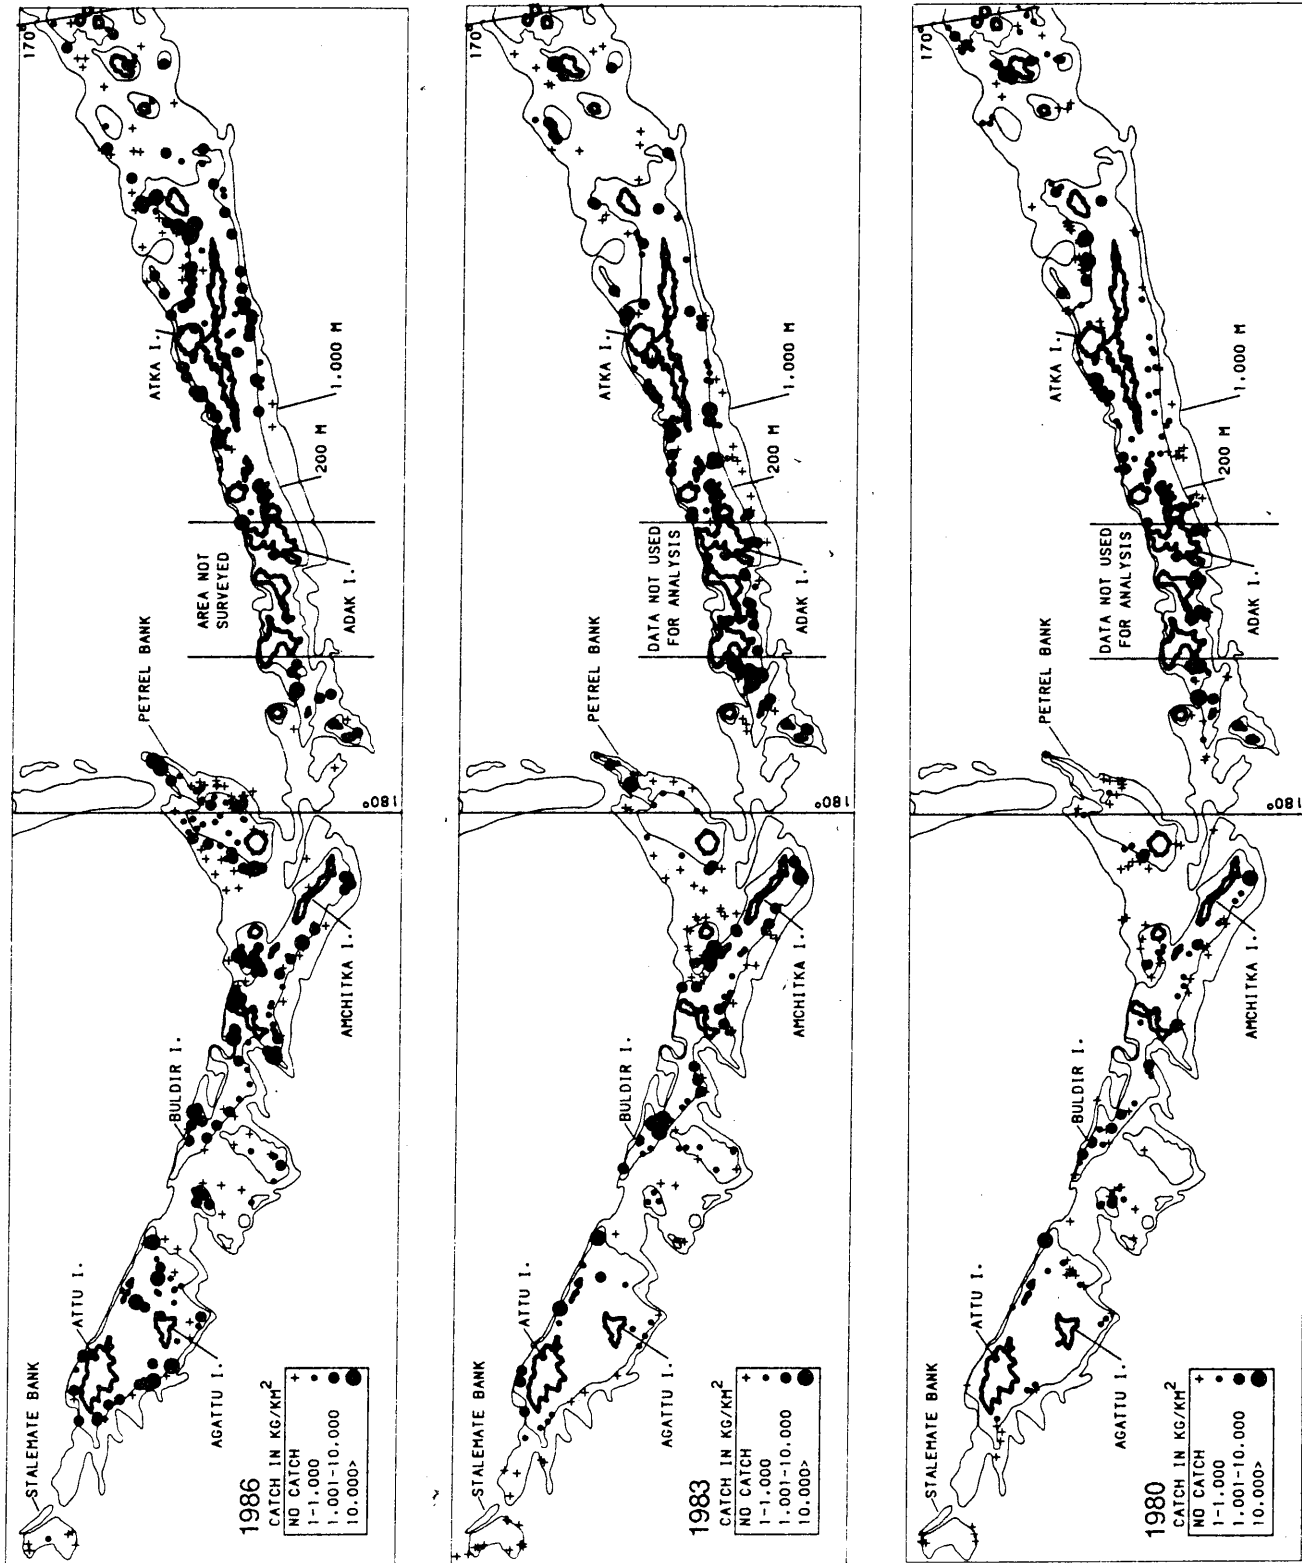 1986
CATCH IN KG/KM²
NO CATCH +
1-1.000
1.001-10.000
10.000>
STALEMATE BANK
ATTU I.
AGATTU I.
BULDIR I.
AMCHITKA I.
180°
PETREL BANK
AREA NOT
SURVEYED
ADAK I.
ATKA I.
200 M
1.000 M
170°
1983
CATCH IN KG/KM²
NO CATCH +
1-1.000
1.001-10.000
10.000>
STALEMATE BANK
ATTU I.
AGATTU I.
BULDIR I.
AMCHITKA I.
180°
PETREL BANK
DATA NOT USED
FOR ANALYSIS
ADAK I.
ATKA I.
200 M
1.000 M
170°
1980
CATCH IN KG/KM²
NO CATCH +
1-1.000
1.001-10.000
10.000>
STALEMATE BANK
ATTU I.
AGATTU I.
BULDIR I.
AMCHITKA I.
180°
PETREL BANK
DATA NOT USED
FOR ANALYSIS
ADAK I.
ATKA I.
200 M
1.000 M
170°